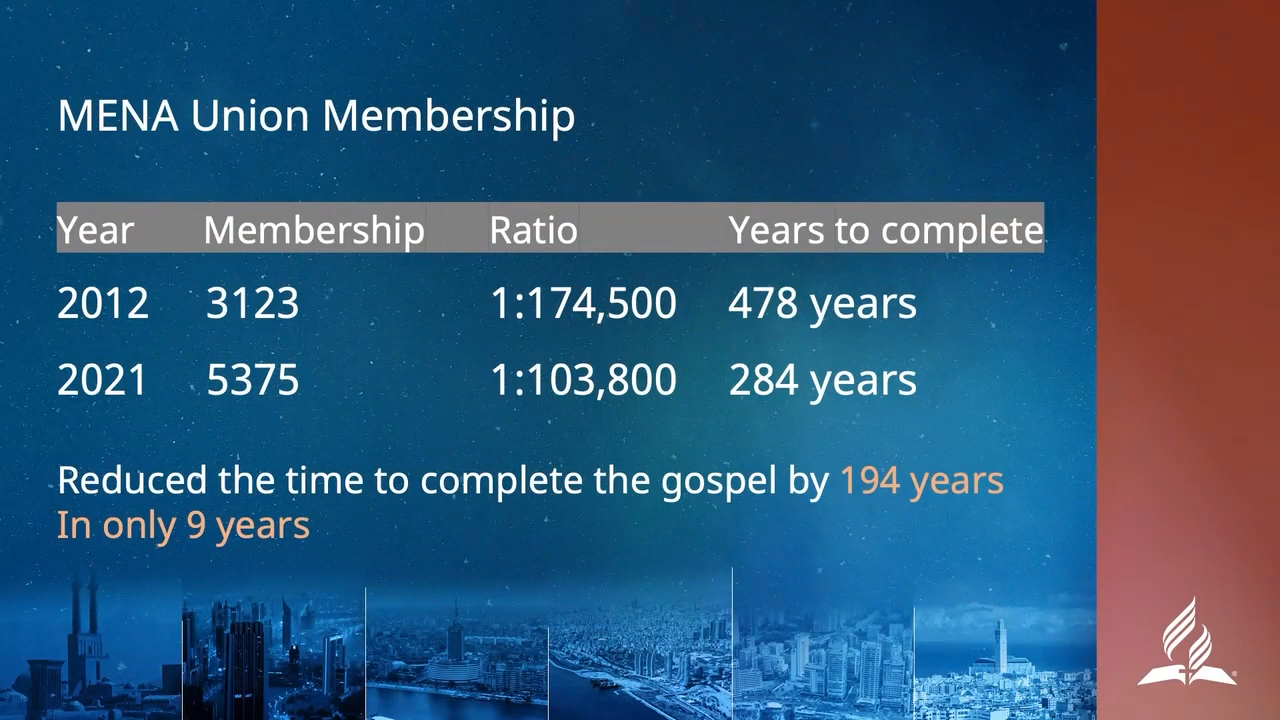 MENA Union Membership
Year Membership Ratio Years to complete
2012 3123 1:174,500 478 years
2021 5375 1:103,800 284 years
Reduced the time to complete the gospel by 194 years
In only 9 years
®